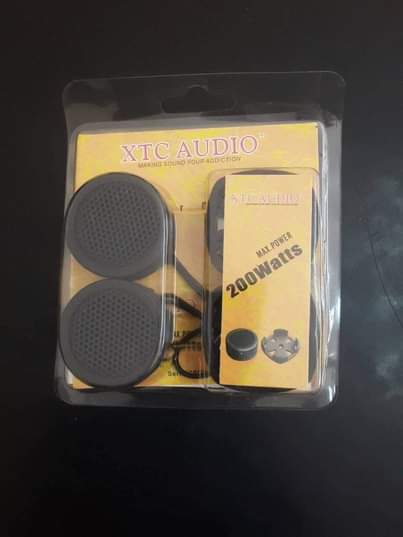 XTC AUDIO
MAKING SOUND YOUR ADDICTION
XTC AUDIO
MAX. POWER
200Watts